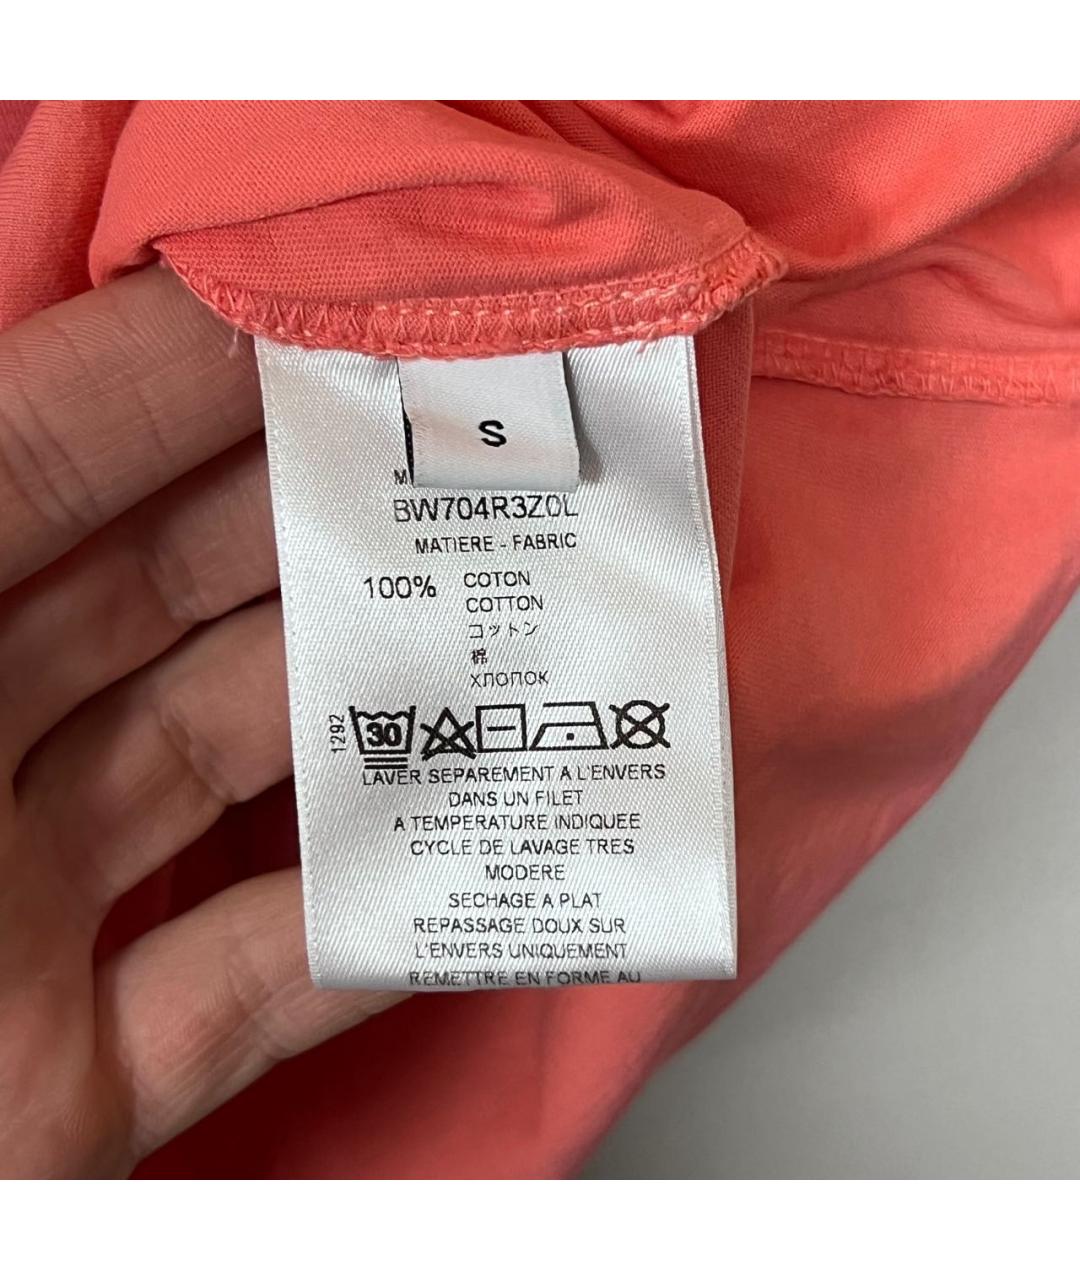 S
BW704R3Z0L
MATIERE - FABRIC
100% COTON
COTTON
コットン
棉
ХЛОПОК
1292
30
LAVER SEPAREMENT A L'ENVERS
DANS UN FILET
A TEMPERATURE INDIQUEE
CYCLE DE LAVAGE TRES
MODERE
SECHAGE A PLAT
REPASSAGE DOUX SUR
L'ENVERS UNIQUEMENT
REMETTRE EN FORME AU